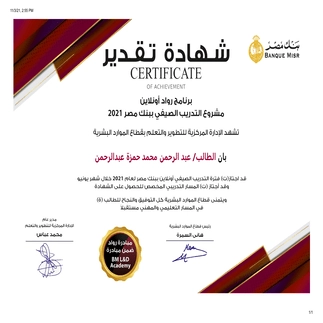 11/3/21, 2:55 PM
بنك مصر
BANQUE MISR
شهادة تقدير
CERTIFICATE
OF ACHIEVEMENT
برنامج رواد أونلاين
مشروع التدريب الصيفي ببنك مصر 2021
تشهد الإدارة المركزية للتطوير والتعلم بقطاع الموارد البشرية
بأن الطالب/ عبد الرحمن محمد حمزة عبدالرحمن
قد اجتاز(ت) فترة التدريب الصيفي أونلاين ببنك مصر لعام 2021 خلال شهر يونيو
وقد أجتاز (ت) المسار التدريبي المخصص للحصول على الشهادة
ويتمنى قطاع الموارد البشرية كل التوفيق والنجاح للطالب (ة)
في المسار التعليمي والمهني مستقبلا
رئيس قطاع الموارد البشرية
هانى السمرة
مبادرة رواد
ضمن مبادرة
BM L&D
Academy
مدير عام
الإدارة المركزية للتطوير والتعلم
محمد عباس
1/1